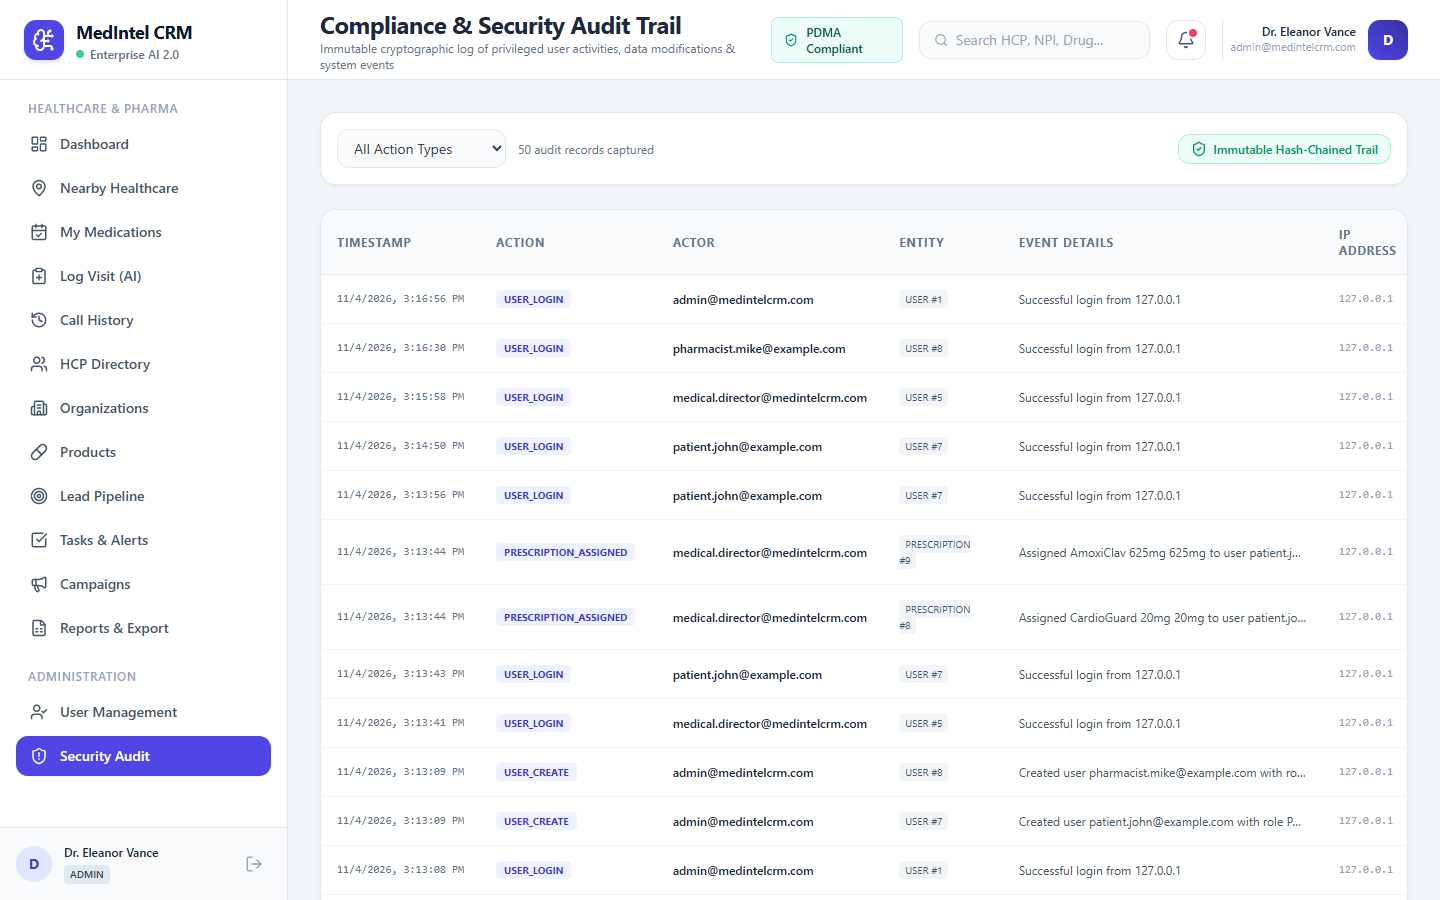 MedIntel CRM
Enterprise AI 2.0
HEALTHCARE & PHARMA
Dashboard
Nearby Healthcare
My Medications
Log Visit (AI)
Call History
HCP Directory
Organizations
Products
Lead Pipeline
Tasks & Alerts
Campaigns
Reports & Export
ADMINISTRATION
User Management
Security Audit
D
Dr. Eleanor Vance
ADMIN
Compliance & Security Audit Trail
Immutable cryptographic log of privileged user activities, data modifications &
system events
PDMA
Compliant
Search HCP, NPI, Drug...
Dr. Eleanor Vance
admin@medintelcrm.com
D
All Action Types
50 audit records captured
Immutable Hash-Chained Trail
TIMESTAMP ACTION ACTOR ENTITY EVENT DETAILS IP
ADDRESS
11/4/2026, 3:16:56 PM USER_LOGIN admin@medintelcrm.com USER #1 Successful login from 127.0.0.1 127.0.0.1
11/4/2026, 3:16:30 PM USER_LOGIN pharmacist.mike@example.com USER #8 Successful login from 127.0.0.1 127.0.0.1
11/4/2026, 3:15:58 PM USER_LOGIN medical.director@medintelcrm.com USER #5 Successful login from 127.0.0.1 127.0.0.1
11/4/2026, 3:14:50 PM USER_LOGIN patient.john@example.com USER #7 Successful login from 127.0.0.1 127.0.0.1
11/4/2026, 3:13:56 PM USER_LOGIN patient.john@example.com USER #7 Successful login from 127.0.0.1 127.0.0.1
11/4/2026, 3:13:44 PM PRESCRIPTION_ASSIGNED medical.director@medintelcrm.com PRESCRIPTION
#9 Assigned AmoxiClav 625mg 625mg to user patient.j... 127.0.0.1
11/4/2026, 3:13:44 PM PRESCRIPTION_ASSIGNED medical.director@medintelcrm.com PRESCRIPTION
#8 Assigned CardioGuard 20mg 20mg to user patient.jo... 127.0.0.1
11/4/2026, 3:13:43 PM USER_LOGIN patient.john@example.com USER #7 Successful login from 127.0.0.1 127.0.0.1
11/4/2026, 3:13:41 PM USER_LOGIN medical.director@medintelcrm.com USER #5 Successful login from 127.0.0.1 127.0.0.1
11/4/2026, 3:13:09 PM USER_CREATE admin@medintelcrm.com USER #8 Created user pharmacist.mike@example.com with ro... 127.0.0.1
11/4/2026, 3:13:09 PM USER_CREATE admin@medintelcrm.com USER #7 Created user patient.john@example.com with role P... 127.0.0.1
11/4/2026, 3:13:08 PM USER_LOGIN admin@medintelcrm.com USER #1 Successful login from 127.0.0.1 127.0.0.1